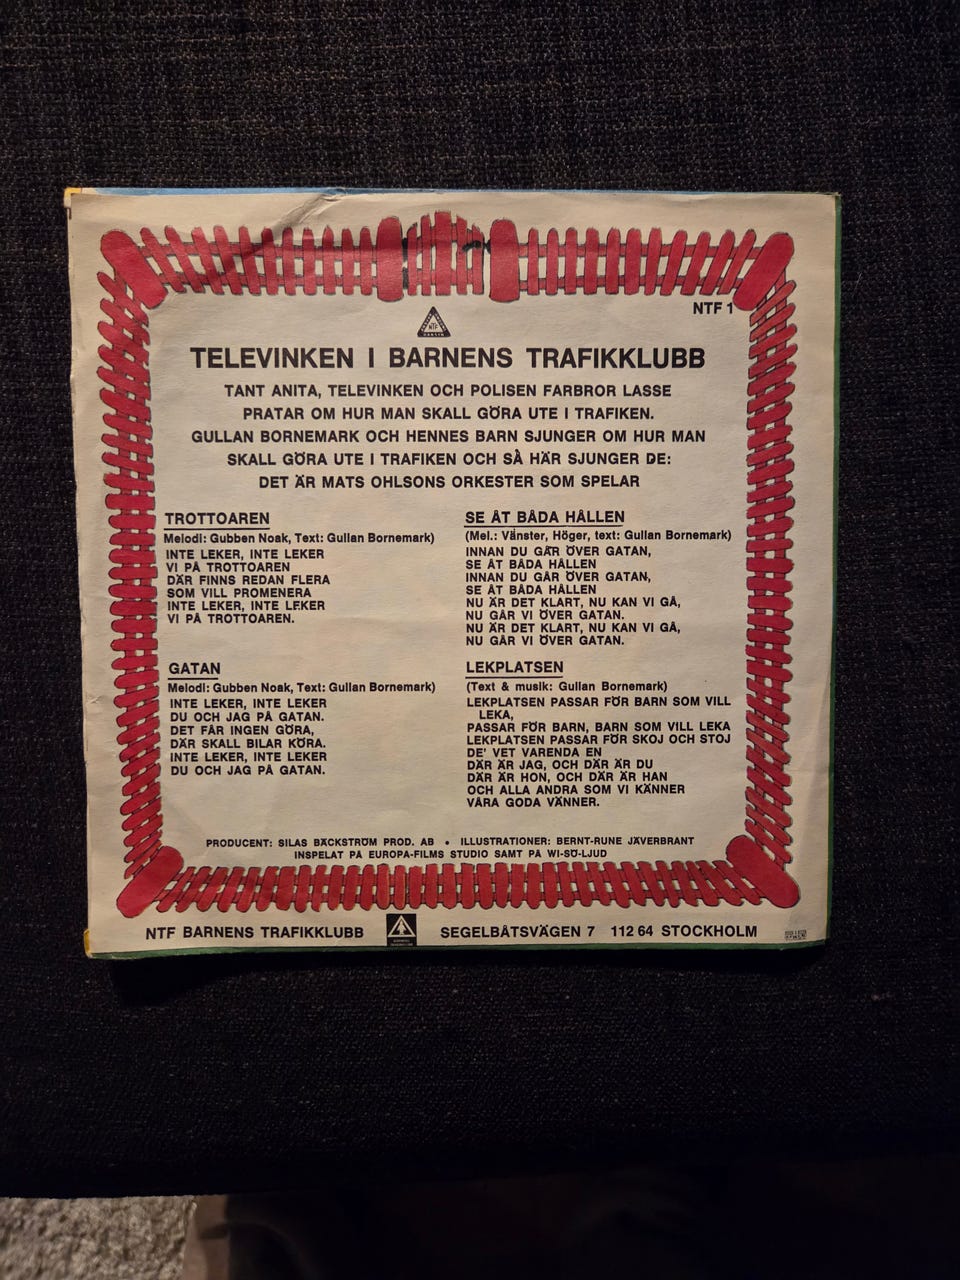 NTF 1
NTF
TELEVINKEN I BARNENS TRAFIKKLUBB
TANT ANITA, TELEVINKEN OCH POLISEN FARBROR LASSE
PRATAR OM HUR MAN SKALL GÖRA UTE I TRAFIKEN.
GULLAN BORNEMARK OCH HENNES BARN SJUNGER OM HUR MAN
SKALL GÖRA UTE I TRAFIKEN OCH SÅ HÄR SJUNGER DE:
DET ÄR MATS OHLSONS ORKESTER SOM SPELAR
TROTTOAREN
Melodi: Gubben Noak, Text: Gullan Bornemark)
INTE LEKER, INTE LEKER
VI PÅ TROTTOAREN
DÄR FINNS REDAN FLERA
SOM VILL PROMENERA
INTE LEKER, INTE LEKER
VI PÅ TROTTOAREN.
GATAN
Melodi: Gubben Noak, Text: Gullan Bornemark)
INTE LEKER, INTE LEKER
DU OCH JAG PÅ GATAN.
DET FÅR INGEN GÖRA,
DÄR SKALL BILAR KÖRA.
INTE LEKER, INTE LEKER
DU OCH JAG PÅ GATAN.
SE ÅT BÅDA HÅLLEN
(Mel.: Vänster, Höger, text: Gullan Bornemark)
INNAN DU GÅR ÖVER GATAN,
SE ÅT BÅDA HÅLLEN
INNAN DU GÅR ÖVER GATAN,
SE ÅT BÅDA HÅLLEN
NU ÄR DET KLART, NU KAN VI GÅ,
NU GÅR VI ÖVER GATAN.
NU ÄR DET KLART, NU KAN VI GÅ,
NU GÅR VI ÖVER GATAN.
LEKPLATSEN
(Text & musik: Gullan Bornemark)
LEKPLATSEN PASSAR FÖR BARN SOM VILL
LEKA,
PASSAR FÖR BARN, BARN SOM VILL LEKA
LEKPLATSEN PASSAR FÖR SKOJ OCH STOJ
DE' VET VARENDA EN
DÄR ÄR JAG, OCH DÄR ÄR DU
DÄR ÄR HON, OCH DÄR ÄR HAN
OCH ALLA ANDRA SOM VI KÄNNER
VÅRA GODA VÄNNER.
PRODUCENT: SILAS BÄCKSTRÖM PROD. AB • ILLUSTRATIONER: BERNT-RUNE JÄVERBRANT
INSPELAT PÅ EUROPA-FILMS STUDIO SAMT PÅ WI-SÖ-LJUD
NTF BARNENS TRAFIKKLUBB SEGELBÅTSVÄGEN 7 112 64 STOCKHOLM